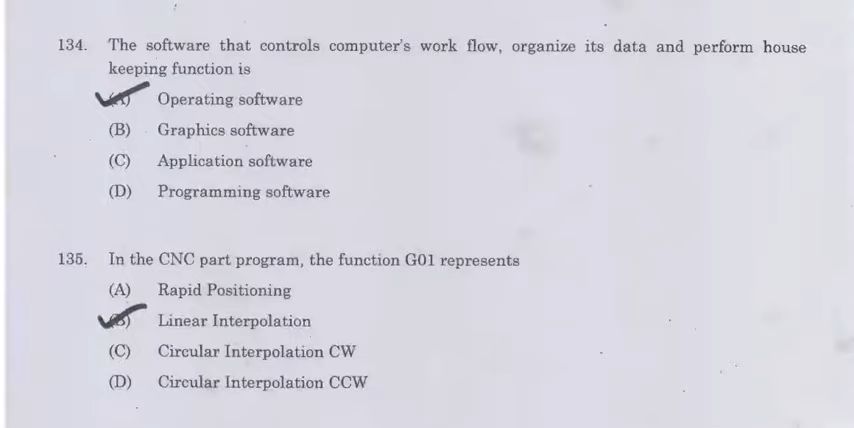 134. The software that controls computer's work flow, organize its data and perform house
keeping function is
(A) Operating software
(B) Graphics software
(C) Application software
(D) Programming software
135. In the CNC part program, the function G01 represents
(A) Rapid Positioning
(B) Linear Interpolation
(C) Circular Interpolation CW
(D) Circular Interpolation CCW